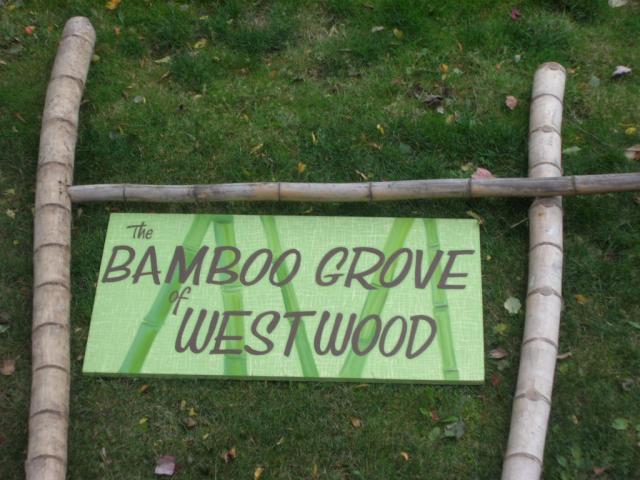 The
BAMBOO GROVE
of
WESTWOOD